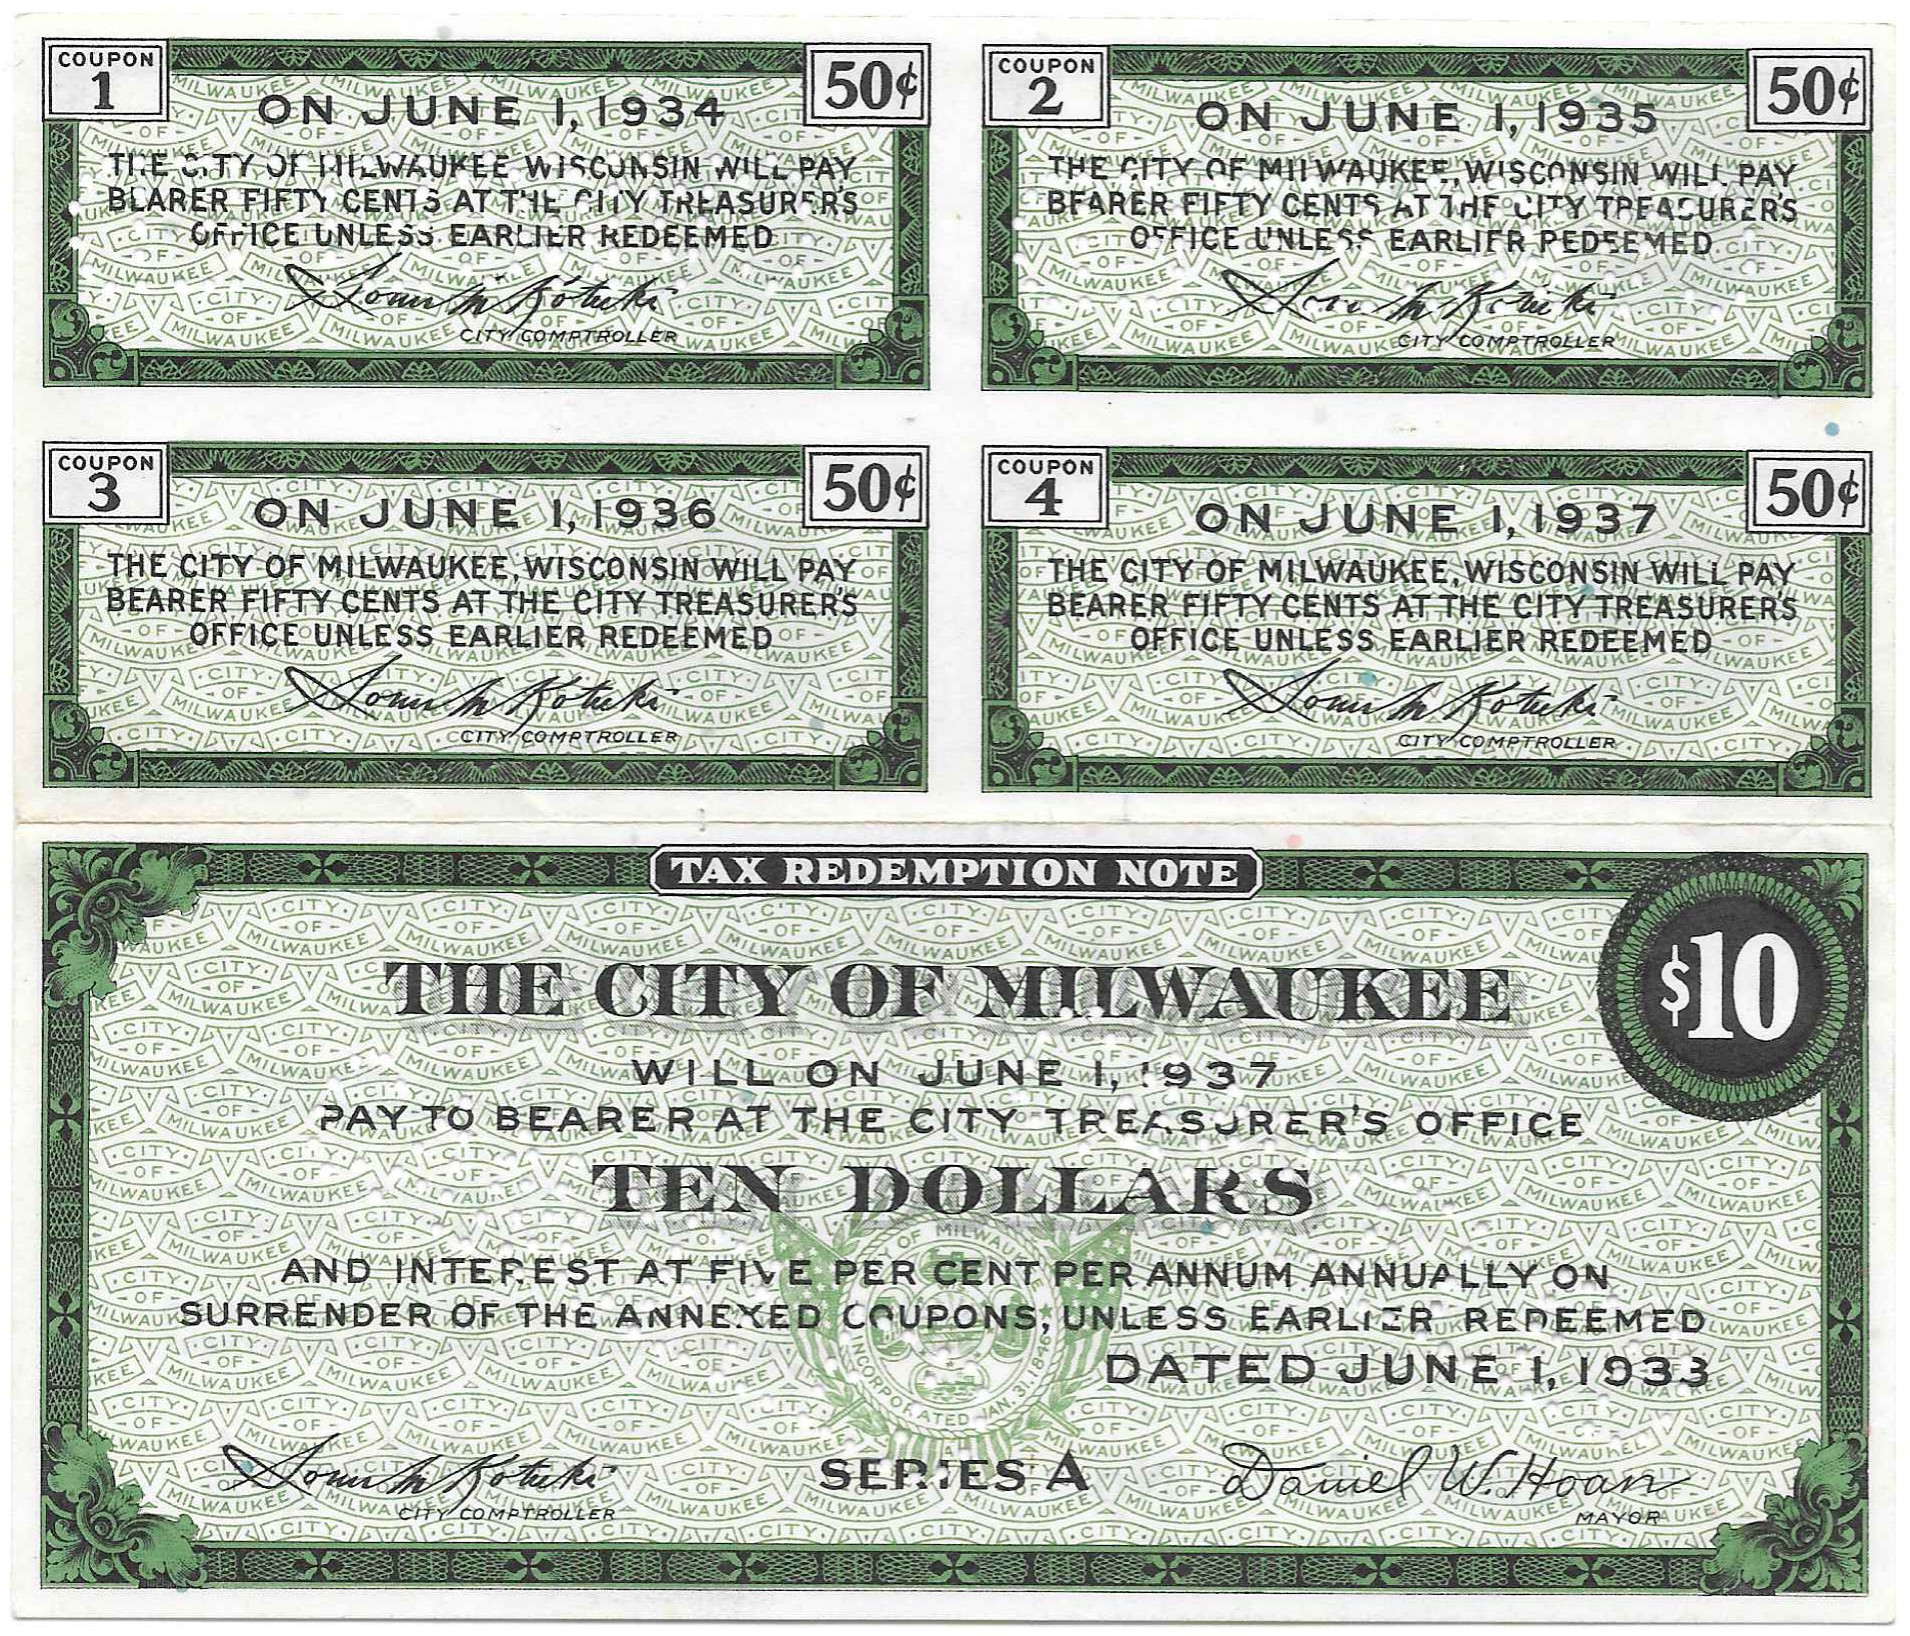 COUPON
1
50¢
ON JUNE 1, 1934
THE CITY OF MILWAUKEE WISCONSIN WILL PAY
BEARER FIFTY CENTS AT THE CITY TREASURER'S
OFFICE UNLESS EARLIER REDEEMED
CITY COMPTROLLER
COUPON
2
50¢
ON JUNE 1, 1935
THE CITY OF MILWAUKEE, WISCONSIN WILL PAY
BEARER FIFTY CENTS AT THE CITY TREASURER'S
OFFICE UNLESS EARLIER REDEEMED
CITY COMPTROLLER
COUPON
3
50¢
ON JUNE 1, 1936
THE CITY OF MILWAUKEE, WISCONSIN WILL PAY
BEARER FIFTY CENTS AT THE CITY TREASURER'S
OFFICE UNLESS EARLIER REDEEMED
CITY COMPTROLLER
COUPON
4
50¢
ON JUNE 1, 1937
THE CITY OF MILWAUKEE, WISCONSIN WILL PAY
BEARER FIFTY CENTS AT THE CITY TREASURER'S
OFFICE UNLESS EARLIER REDEEMED
CITY COMPTROLLER
TAX REDEMPTION NOTE
$10
THE CITY OF MILWAUKEE
WILL ON JUNE 1, 1937
PAY TO BEARER AT THE CITY TREASURER'S OFFICE
TEN DOLLARS
AND INTEREST AT FIVE PER CENT PER ANNUM ANNUALLY ON
SURRENDER OF THE ANNEXED COUPONS, UNLESS EARLIER REDEEMED
DATED JUNE 1, 1933
SERIES A
Daniel W. Hoan
CITY COMPTROLLER
MAYOR